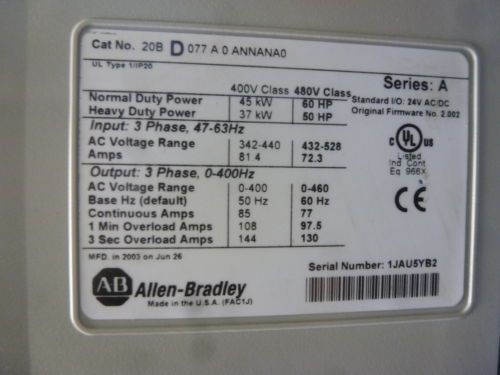 Cat No. 20B D 077 A 0 ANNANA0
UL Type 1/IP20
Series: A
400V Class 480V Class
Normal Duty Power 45 kW 60 HP
Heavy Duty Power 37 kW 50 HP
Standard I/O: 24V AC/DC
Original Firmware No. 2.002
Input: 3 Phase, 47-63Hz
AC Voltage Range 342-440 432-528
Amps 81 4 72.3
Output: 3 Phase, 0-400Hz
AC Voltage Range 0-400 0-460
Base Hz (default) 50 Hz 60 Hz
Continuous Amps 85 77
1 Min Overload Amps 108 97.5
3 Sec Overload Amps 144 130
C UL US
Listed
Ind Cont
Eq 966X
CE
MFD. in 2003 on Jun 26
Serial Number: 1JAU5YB2
AB Allen-Bradley
Made in the U.S.A. (FAC1J)